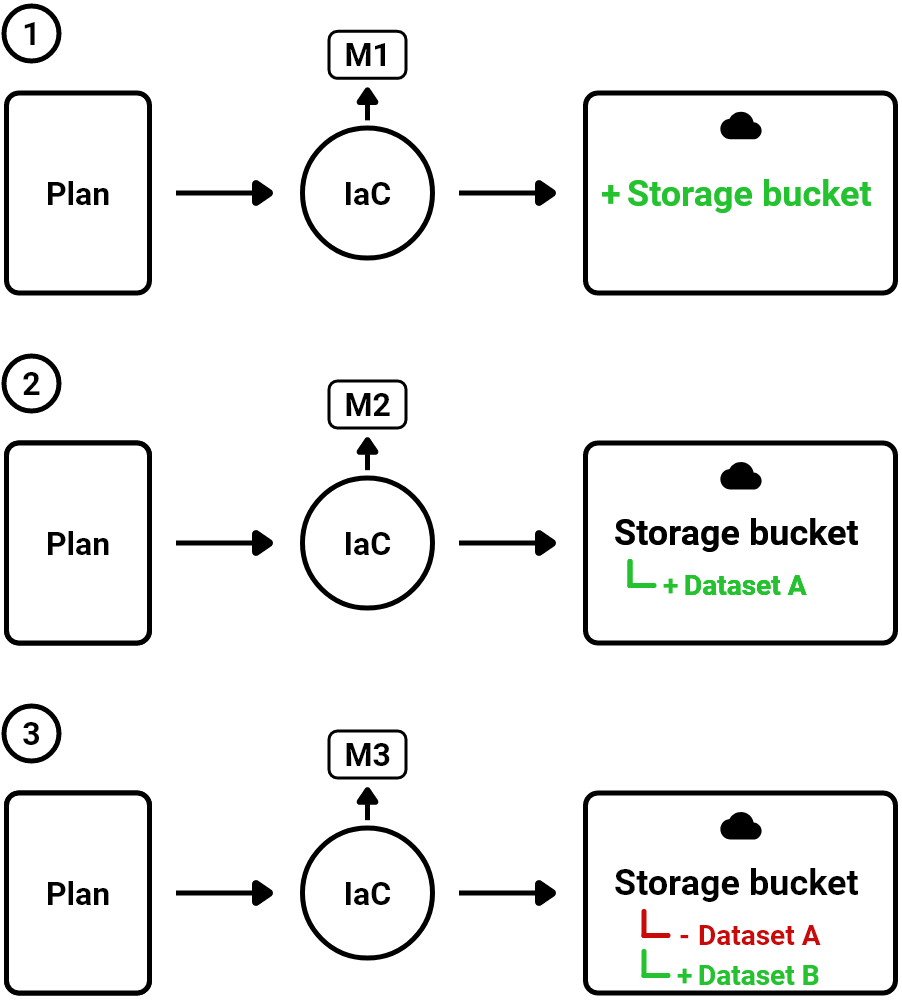 1
M1
Plan
IaC
+ Storage bucket
2
M2
Plan
IaC
Storage bucket
+ Dataset A
3
M3
Plan
IaC
Storage bucket
- Dataset A
+ Dataset B